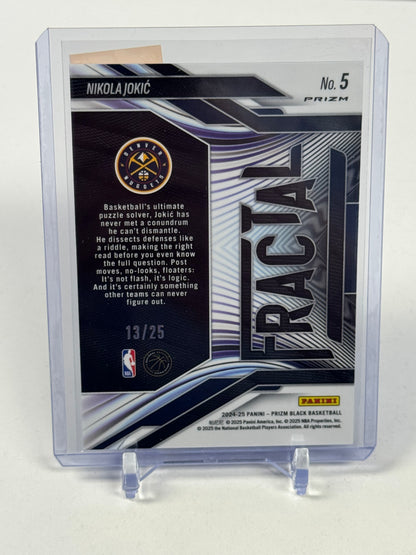 NIKOLA JOKIĆ
No. 5
PRIZM
DENVER
NUGGETS
Basketball's ultimate
puzzle solver, Jokić has
never met a conundrum
he can't dismantle.
He dissects defenses like
a riddle, making the right
read before you even know
the full question. Post
moves, no-looks, floaters:
It's not flash, it's logic.
And it's certainly something
other teams can never
figure out.
13/25
FRACTAL
NBA
PANINI
2024-25 PANINI – PRIZM BLACK BASKETBALL
© 2025 Panini America, Inc. © 2025 NBA Properties, Inc.
© 2025 the National Basketball Players Association. All rights reserved.